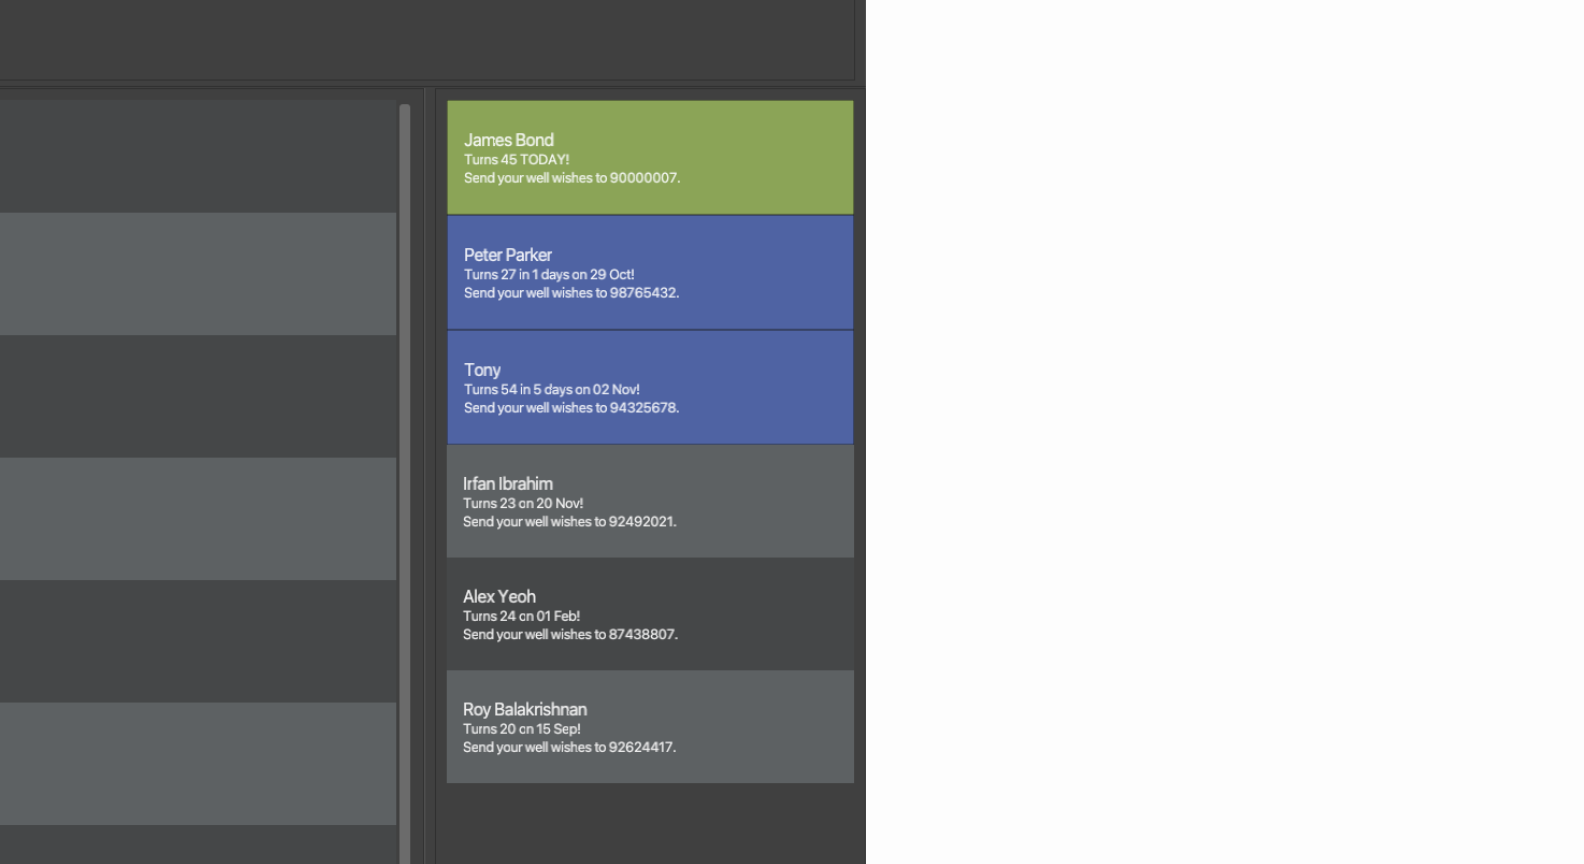 James Bond
Turns 45 TODAY!
Send your well wishes to 90000007.
Peter Parker
Turns 27 in 1 days on 29 Oct!
Send your well wishes to 98765432.
Tony
Turns 54 in 5 days on 02 Nov!
Send your well wishes to 94325678.
Irfan Ibrahim
Turns 23 on 20 Nov!
Send your well wishes to 92492021.
Alex Yeoh
Turns 24 on 01 Feb!
Send your well wishes to 87438807.
Roy Balakrishnan
Turns 20 on 15 Sep!
Send your well wishes to 92624417.